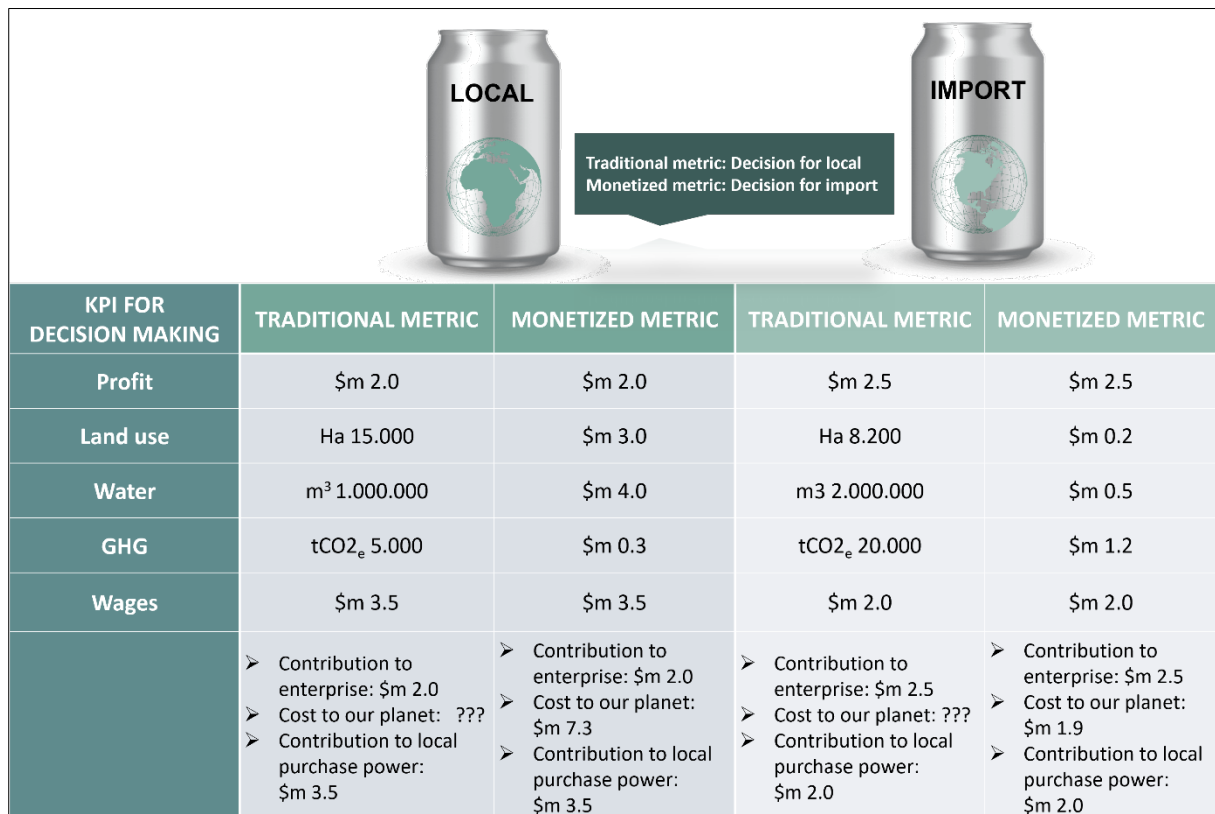 LOCAL
IMPORT
Traditional metric: Decision for local
Monetized metric: Decision for import
KPI FOR
DECISION MAKING
TRADITIONAL METRIC
MONETIZED METRIC
TRADITIONAL METRIC
MONETIZED METRIC
Profit
$m 2.0
$m 2.0
$m 2.5
$m 2.5
Land use
Ha 15.000
$m 3.0
Ha 8.200
$m 0.2
Water
m³ 1.000.000
$m 4.0
m3 2.000.000
$m 0.5
GHG
tCO2ₑ 5.000
$m 0.3
tCO2ₑ 20.000
$m 1.2
Wages
$m 3.5
$m 3.5
$m 2.0
$m 2.0
➢ Contribution to
enterprise: $m 2.0
➢ Cost to our planet: ???
➢ Contribution to local
purchase power:
$m 3.5
➢ Contribution to
enterprise: $m 2.0
➢ Cost to our planet:
$m 7.3
➢ Contribution to local
purchase power:
$m 3.5
➢ Contribution to
enterprise: $m 2.5
➢ Cost to our planet: ???
➢ Contribution to local
purchase power:
$m 2.0
➢ Contribution to
enterprise: $m 2.5
➢ Cost to our planet:
$m 1.9
➢ Contribution to local
purchase power:
$m 2.0